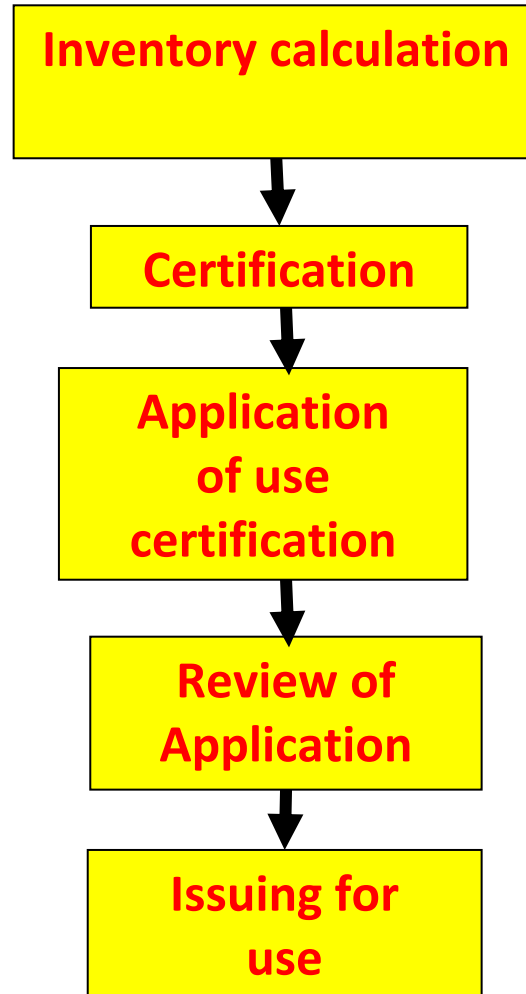 Inventory calculation
Certification
Application
of use
certification
Review of
Application
Issuing for
use